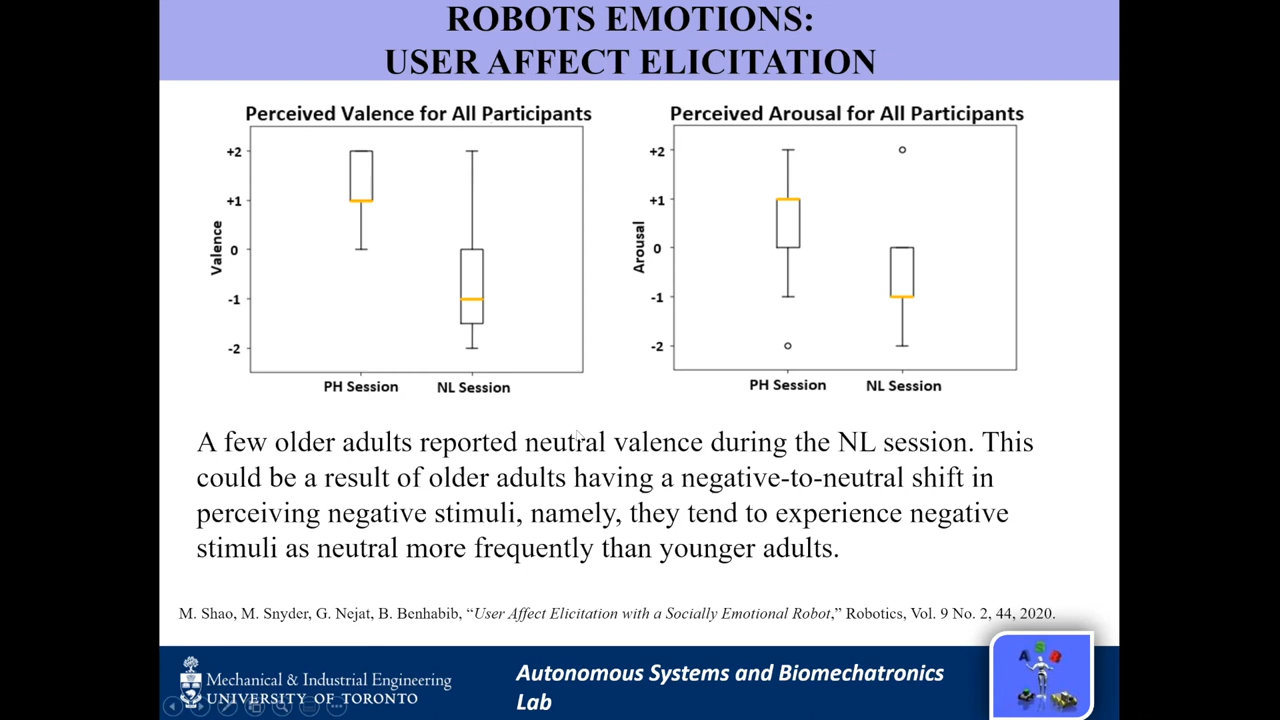 ROBOTS EMOTIONS:
USER AFFECT ELICITATION
Perceived Valence for All Participants
+2
+1
0
-1
-2
Valence
PH Session
NL Session
Perceived Arousal for All Participants
+2
+1
0
-1
-2
Arousal
PH Session
NL Session
A few older adults reported neutral valence during the NL session. This
could be a result of older adults having a negative-to-neutral shift in
perceiving negative stimuli, namely, they tend to experience negative
stimuli as neutral more frequently than younger adults.
M. Shao, M. Snyder, G. Nejat, B. Benhabib, “User Affect Elicitation with a Socially Emotional Robot,” Robotics, Vol. 9 No. 2, 44, 2020.
Mechanical & Industrial Engineering
UNIVERSITY OF TORONTO
Autonomous Systems and Biomechatronics
Lab
A S B